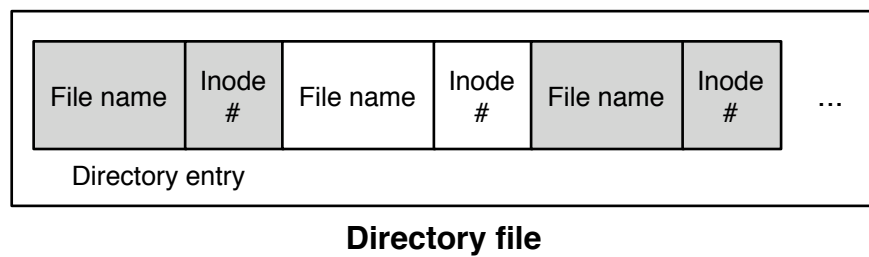 File name Inode # File name Inode # File name Inode # ...
Directory entry
Directory file